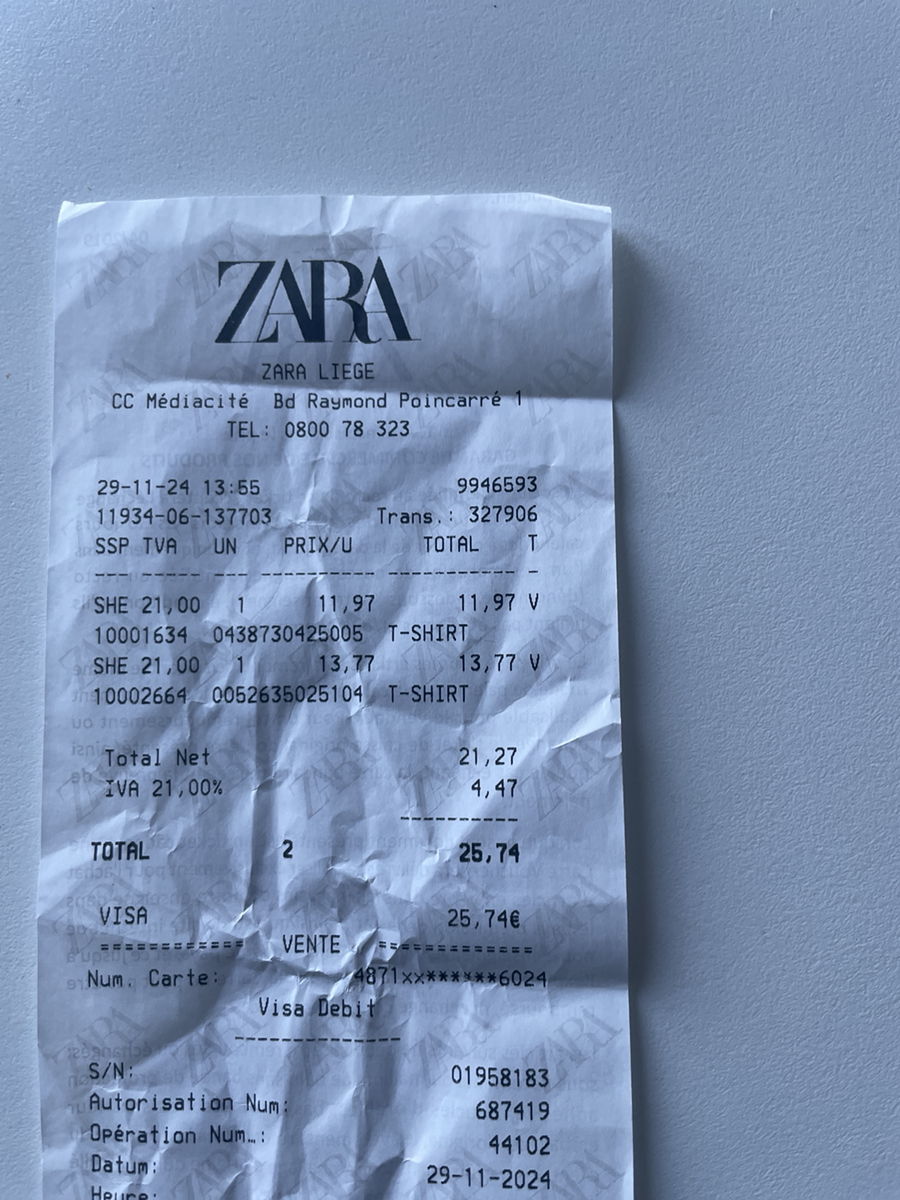 ZARA
ZARA LIEGE
CC Médiacité Bd Raymond Poincarré 1
TEL: 0800 78 323
29-11-24 13:55 9946593
11934-06-137703 Trans.: 327906
SSP TVA UN PRIX/U TOTAL T
--- ----- --- --------- ---------- -
SHE 21,00 1 11,97 11,97 V
10001634 0438730425005 T-SHIRT
SHE 21,00 1 13,77 13,77 V
10002664 0052635025104 T-SHIRT
Total Net 21,27
IVA 21,00% 4,47
----------
TOTAL 2 25,74
VISA 25,74€
============ VENTE =============
Num. Carte: 4871xx******6024
Visa Debit
--------------
S/N: 01958183
Autorisation Num: 687419
Opération Num…: 44102
Datum: 29-11-2024
Heure: